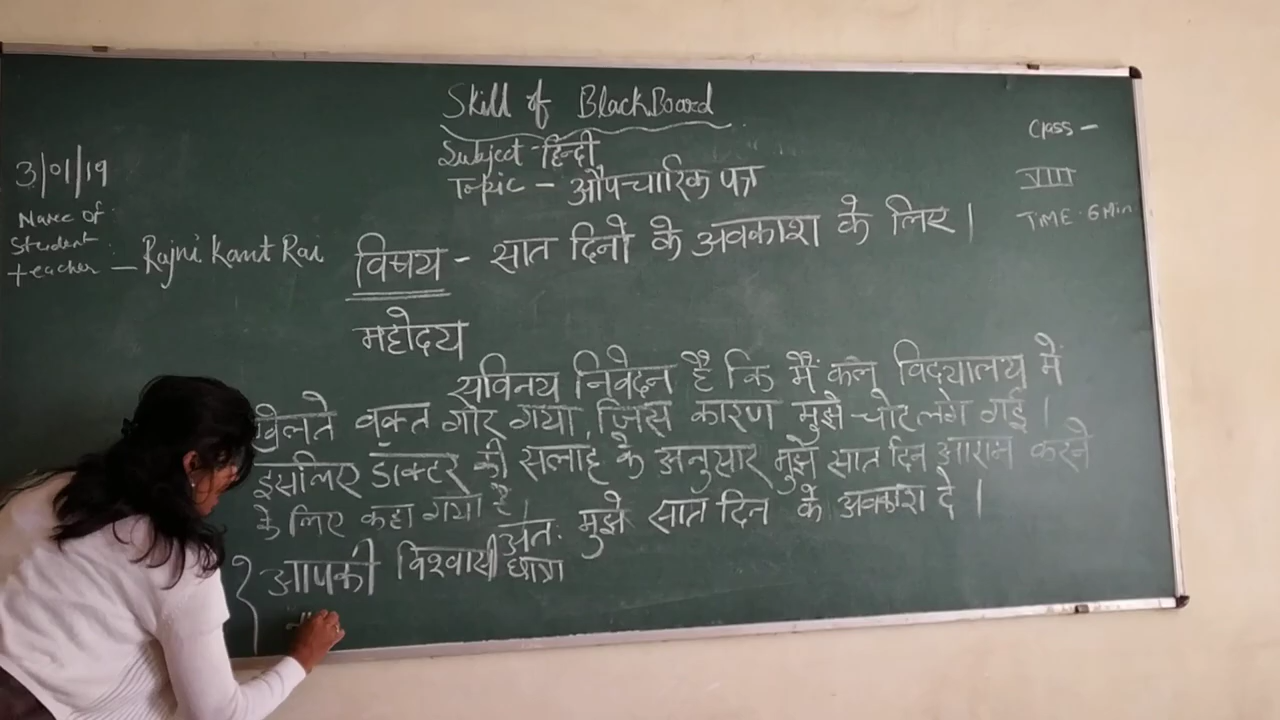 Skill of BlackBoard
Subject - हिन्दी
Topic - औपचारिक पत्र
Class -
VIII
TIME. 6 Min
3/01/19
Name of
Student
teacher - Rajni Kant Rai
विषय - सात दिनो के अवकाश के लिए।
महोदय
सविनय निवेदन है कि मैं कल विद्यालय में
खेलते वक्त गीर गया, जिस कारण मुझे चोट लग गई।
इसलिए डाक्टर की सलाह के अनुसार मुझे सात दिन आराम करने
के लिए कहा गया है।
अत. मुझे सात दिन के अवकाश दे।
आपकी विश्वासी छात्रा